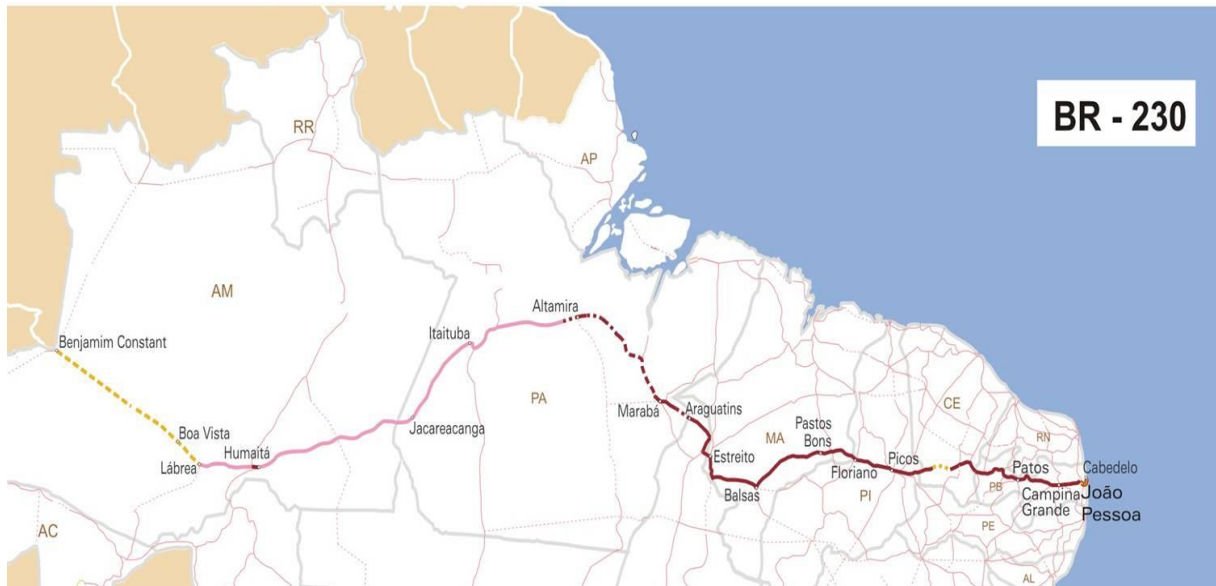 BR - 230
RR
AP
AM
Altamira
Itaituba
Benjamim Constant
PA
CE
Marabá
Araguatins
Jacareacanga
Pastos
Bons
MA
RN
Boa Vista
Humaitá
Lábrea
Estreito
Floriano
Picos
Patos
Cabedelo
João
Pessoa
Balsas
PI
PB
Campina
Grande
AC
PE
AL